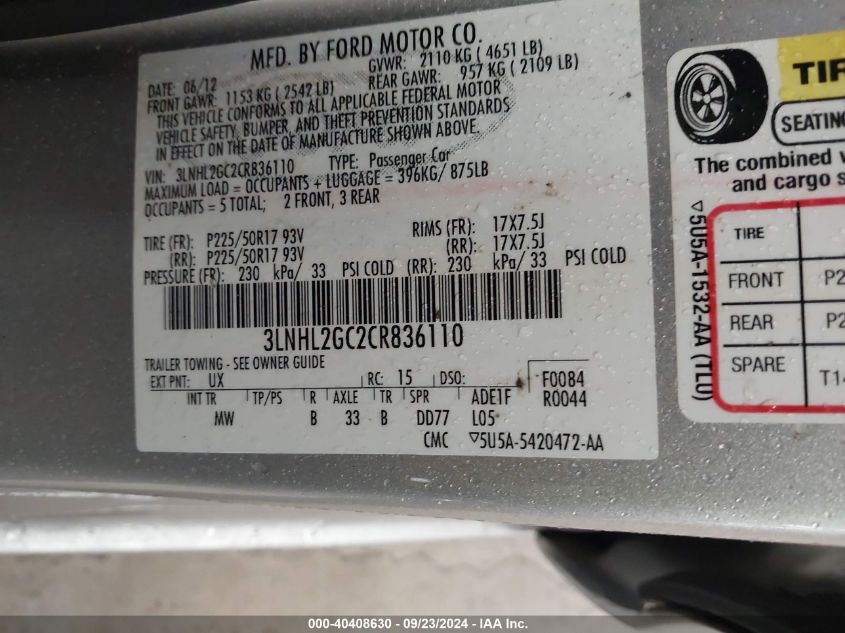 MFD. BY FORD MOTOR CO.
DATE: 06/12
GVWR: 2110 KG ( 4651 LB)
FRONT GAWR: 1153 KG ( 2542 LB)
REAR GAWR: 957 KG ( 2109 LB)
THIS VEHICLE CONFORMS TO ALL APPLICABLE FEDERAL MOTOR
VEHICLE SAFETY, BUMPER, AND THEFT PREVENTION STANDARDS
IN EFFECT ON THE DATE OF MANUFACTURE SHOWN ABOVE.
VIN: 3LNHL2GC2CR836110 TYPE: Passenger Car
MAXIMUM LOAD = OCCUPANTS + LUGGAGE = 396KG/ 875LB
OCCUPANTS = 5 TOTAL; 2 FRONT, 3 REAR
TIRE (FR): P225/50R17 93V RIMS (FR): 17X7.5J
(RR): P225/50R17 93V (RR): 17X7.5J
PRESSURE (FR): 230 kPa/ 33 PSI COLD (RR): 230 kPa/ 33 PSI COLD
3LNHL2GC2CR836110
TRAILER TOWING - SEE OWNER GUIDE
EXT PNT: UX RC: 15 DSO: F0084
INT TR TP/PS R AXLE TR SPR ADE1F R0044
MW B 33 B DD77 L05
CMC ▽5U5A-5420472-AA
TIR
SEATING
The combined w
and cargo s
▽5U5A-1532-AA (TLU)
TIRE
FRONT P2
REAR P2
SPARE T14
000-40408630 - 09/23/2024 - IAA Inc.